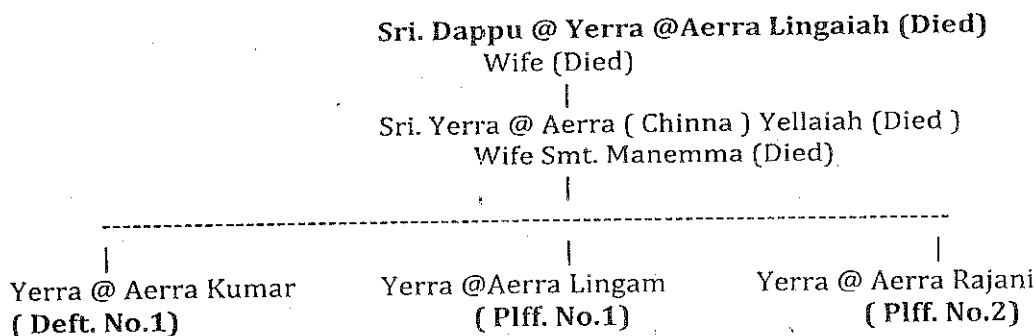 Sri. Dappu @ Yerra @Aerra Lingaiah (Died)
Wife (Died)
Sri. Yerra @ Aerra ( Chinna ) Yellaiah (Died )
Wife Smt. Manemma (Died)
Yerra @ Aerra Kumar Yerra @Aerra Lingam Yerra @ Aerra Rajani
( Deft. No.1) ( Plff. No.1) ( Plff. No.2)